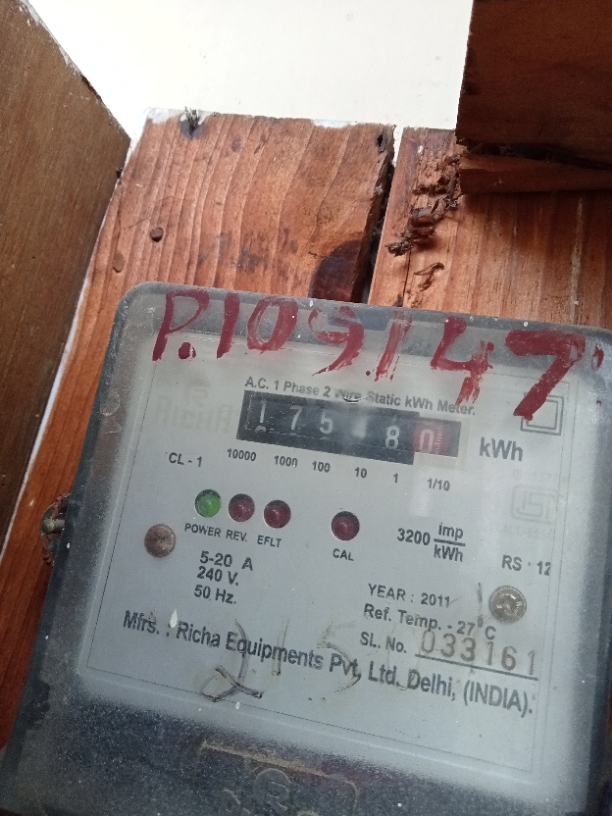 P.109147
A.C. 1 Phase 2 Wire Static kWh Meter.
1 7 5 8 0 kWh
CL - 1 10000 1000 100 10 1 1/10
POWER REV. EFLT CAL 3200 imp/kWh
5-20 A
240 V.
50 Hz.
RS - 12
YEAR : 2011
Ref. Temp. - 27°C
SL. No. 033161
Mfrs. : Richa Equipments Pvt. Ltd. Delhi, (INDIA).